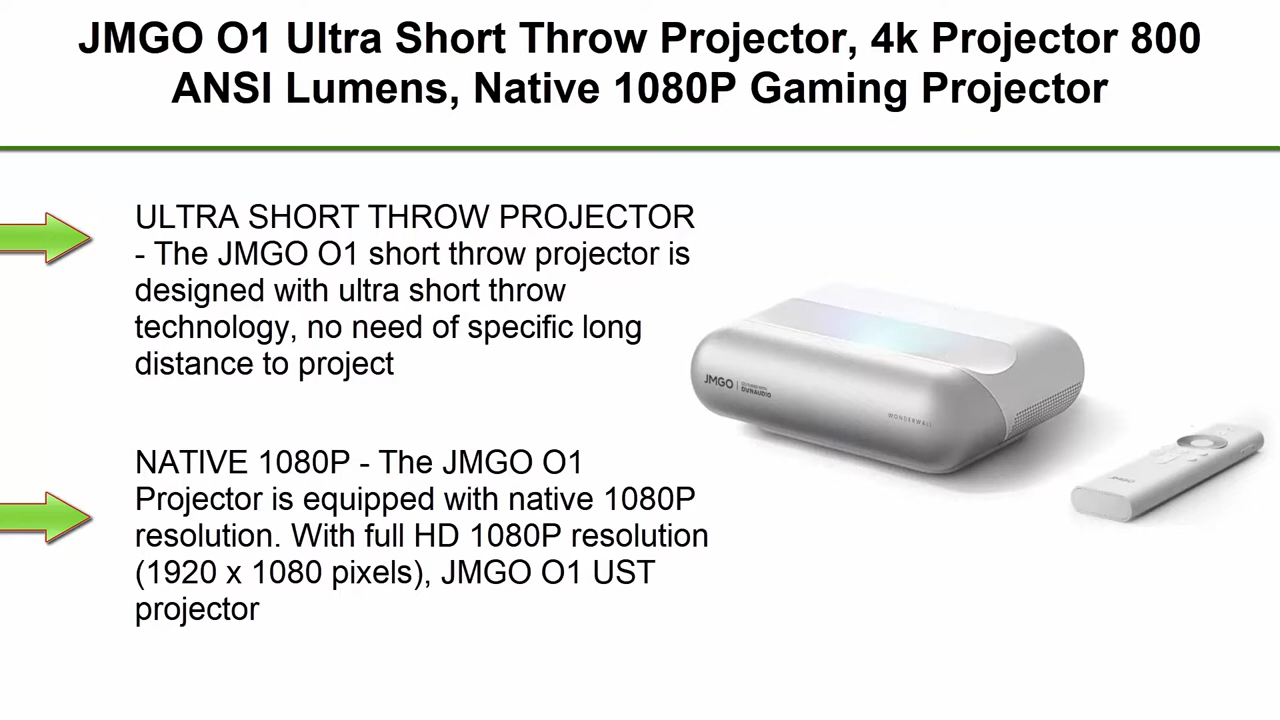 JMGO O1 Ultra Short Throw Projector, 4k Projector 800
ANSI Lumens, Native 1080P Gaming Projector
ULTRA SHORT THROW PROJECTOR
- The JMGO O1 short throw projector is
designed with ultra short throw
technology, no need of specific long
distance to project
JMGO
DYNAUDIO
WONDERWALL
JMGO
NATIVE 1080P - The JMGO O1
Projector is equipped with native 1080P
resolution. With full HD 1080P resolution
(1920 x 1080 pixels), JMGO O1 UST
projector